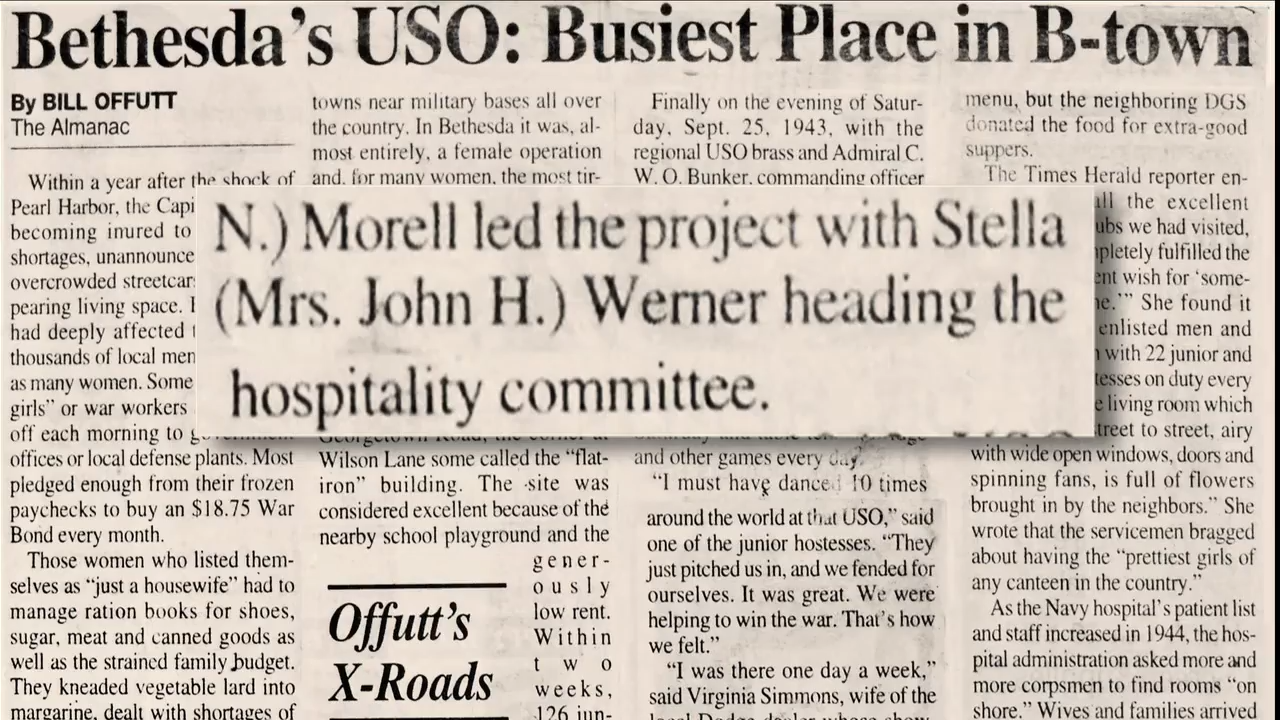 Bethesda's USO: Busiest Place in B-town
By BILL OFFUTT
The Almanac
Within a year after the shock of
Pearl Harbor, the
becoming inured to
shortages,
overcrowded
pearing living space.
had deeply affected
thousands of local men
as many women. Some
girls" or war workers
off each morning to
offices or local defense plants. Most
pledged enough from their frozen
paychecks to buy an $18.75 War
Bond every month.
Those women who listed them-
selves as "just a housewife" had to
manage ration books for shoes,
sugar, meat and canned goods as
well as the strained family budget.
They kneaded vegetable lard into
margarine, dealt with shortages of
towns near military bases all over
the country. In Bethesda it was, al-
most entirely, a female operation
and, for many women, the most tir-
N.) Morell led the project with Stella
(Mrs. John H.) Werner heading the
hospitality committee.
Georgetown Road, the corner at
Wilson Lane some called the "flat-
iron" building. The site was
considered excellent because of the
nearby school playground and the
gener-
ously
low rent.
Within
two
weeks,
126 jun-
Offutt's
X-Roads
Finally on the evening of Satur-
day, Sept. 25, 1943, with the
regional USO brass and Admiral C.
W. O. Bunker, commanding officer
and other games every day.
"I must have danced 10 times
around the world at that USO," said
one of the junior hostesses. "They
just pitched us in, and we fended for
ourselves. It was great. We were
helping to win the war. That's how
we felt."
"I was there one day a week,"
said Virginia Simmons, wife of the
local Dodge dealer whose show-
menu, but the neighboring DGS
donated the food for extra-good
suppers.
The Times Herald reporter en-
all the excellent
we had visited,
fulfilled the
wish for 'some-
She found it
enlisted men and
with 22 junior and
on duty every
living room which
street to street, airy
with wide open windows, doors and
spinning fans, is full of flowers
brought in by the neighbors." She
wrote that the servicemen bragged
about having the "prettiest girls of
any canteen in the country."
As the Navy hospital's patient list
and staff increased in 1944, the hos-
pital administration asked more and
more corpsmen to find rooms "on
shore." Wives and families arrived